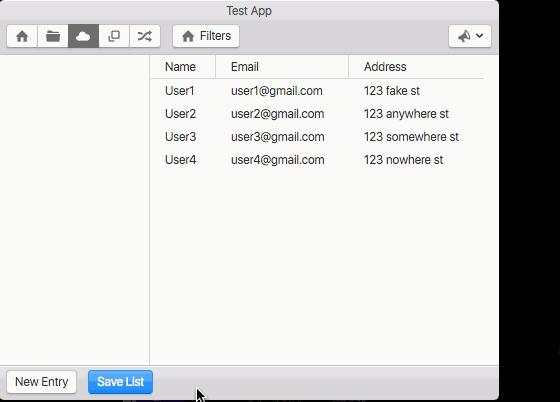 Test App
Filters
Name Email Address
User1 user1@gmail.com 123 fake st
User2 user2@gmail.com 123 anywhere st
User3 user3@gmail.com 123 somewhere st
User4 user4@gmail.com 123 nowhere st
New Entry Save List